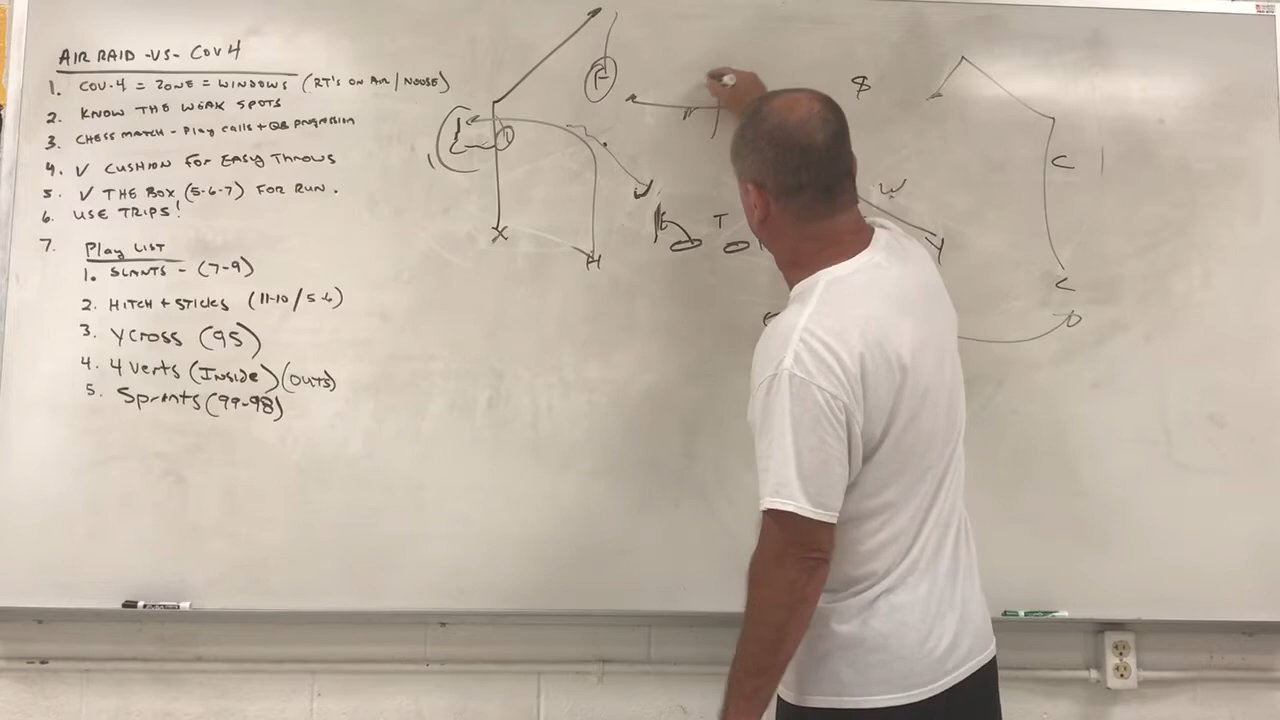 AIR RAID -VS- COV 4
1. COV-4 = ZONE = WINDOWS (RT'S ON AIR/NOOSE)
2. KNOW THE WEAK SPOTS
3. CHESS MATCH - Play calls + QB progression
4. ✓ CUSHION FOR EASY THROWS
5. ✓ THE BOX (5-6-7) FOR RUN.
6. USE TRIPS!
7. Play LIST
1. SLANTS - (7-9)
2. HITCH + STICKS (11-10/5-6)
3. YCROSS (95)
4. 4 Verts (INSIDE) (OUTS)
5. Sprints (99-98)
F
$
C
W
T
X
H
Y